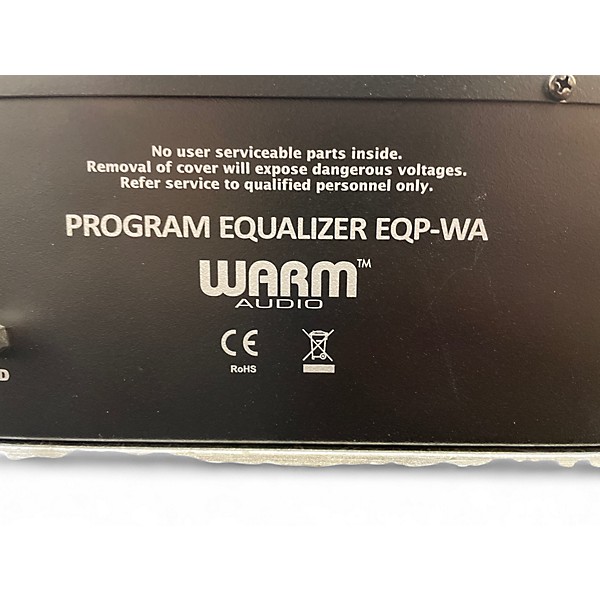 No user serviceable parts inside.
Removal of cover will expose dangerous voltages.
Refer service to qualified personnel only.
PROGRAM EQUALIZER EQP-WA
WARM™
AUDIO
CE
RoHS
D